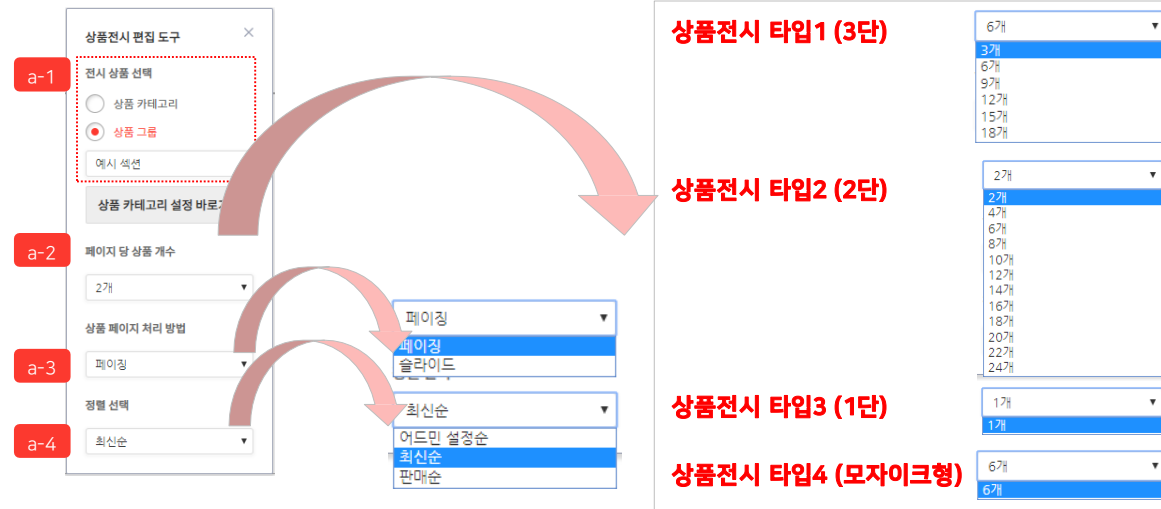 상품전시 편집 도구
a-1
전시 상품 선택
상품 카테고리
상품 그룹
예시 섹션
상품 카테고리 설정
a-2
페이지 당 상품 개수
2개
상품 페이지 처리 방법
a-3
페이징
정렬 선택
a-4
최신순
페이징
페이징
슬라이드
최신순
어드민 설정순
최신순
판매순
상품전시 타입1 (3단)
6개
3개
6개
9개
12개
15개
18개
상품전시 타입2 (2단)
2개
2개
4개
6개
8개
10개
12개
14개
16개
18개
20개
22개
24개
상품전시 타입3 (1단)
1개
1개
상품전시 타입4 (모자이크형)
6개
6개